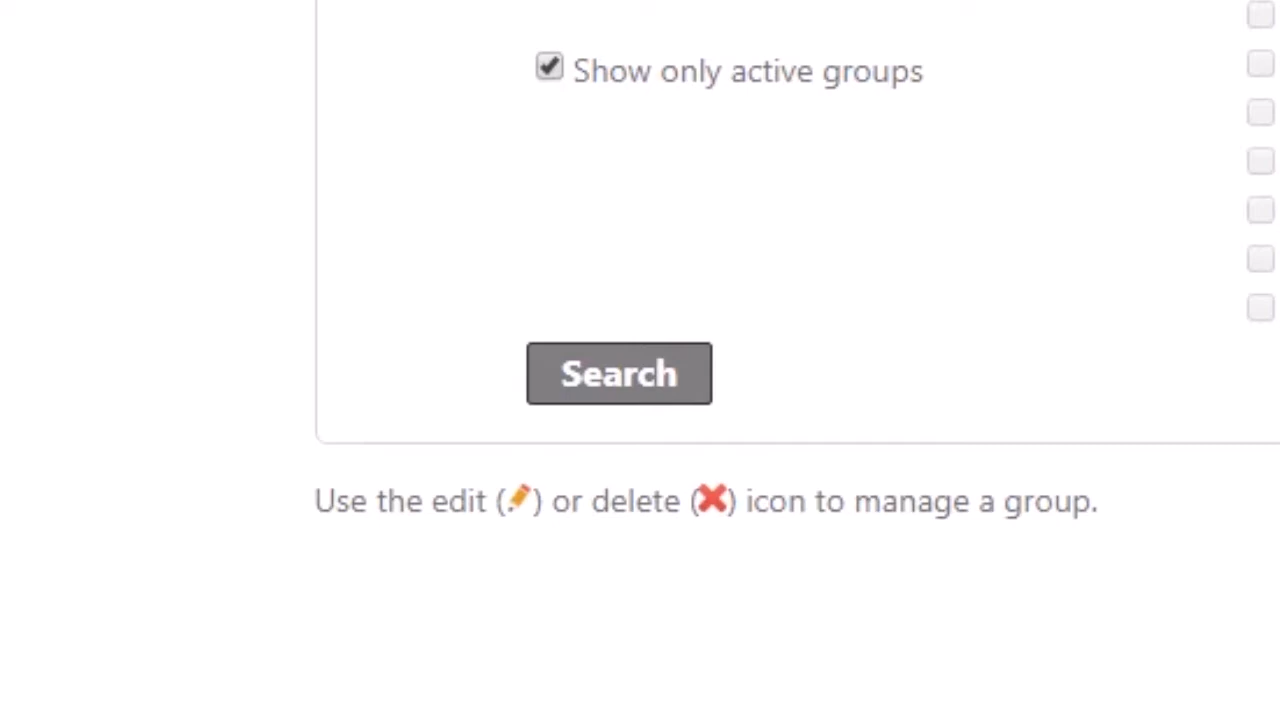 Show only active groups
Search
Use the edit () or delete () icon to manage a group.